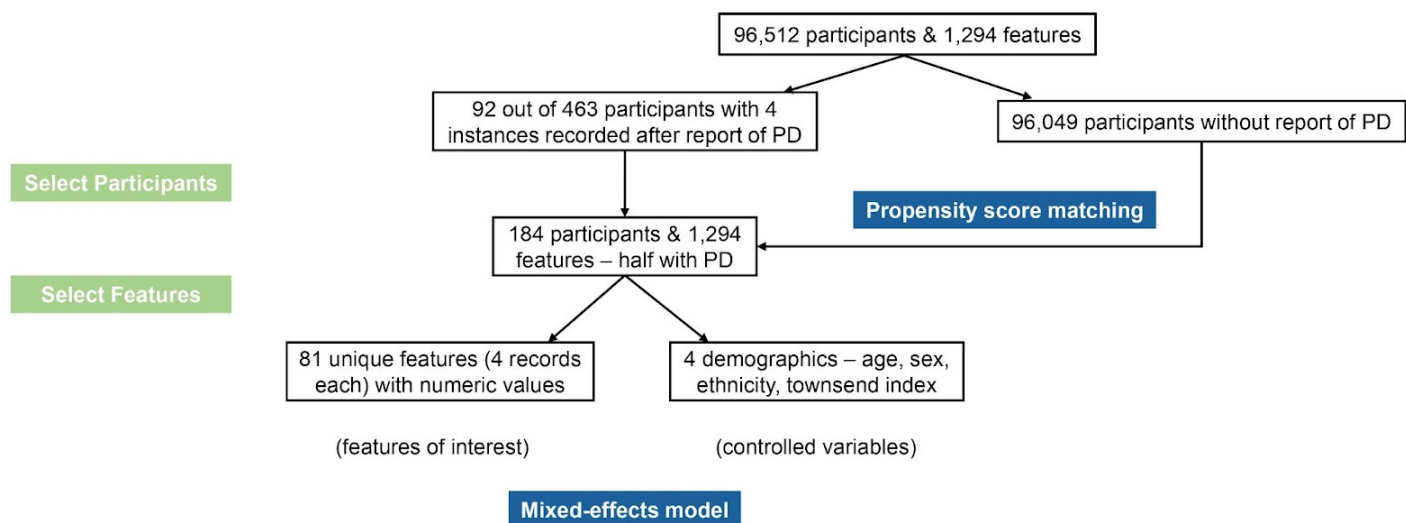 96,512 participants & 1,294 features
92 out of 463 participants with 4
instances recorded after report of PD
96,049 participants without report of PD
Select Participants
Propensity score matching
184 participants & 1,294
features – half with PD
Select Features
81 unique features (4 records
each) with numeric values
4 demographics – age, sex,
ethnicity, townsend index
(features of interest)
(controlled variables)
Mixed-effects model